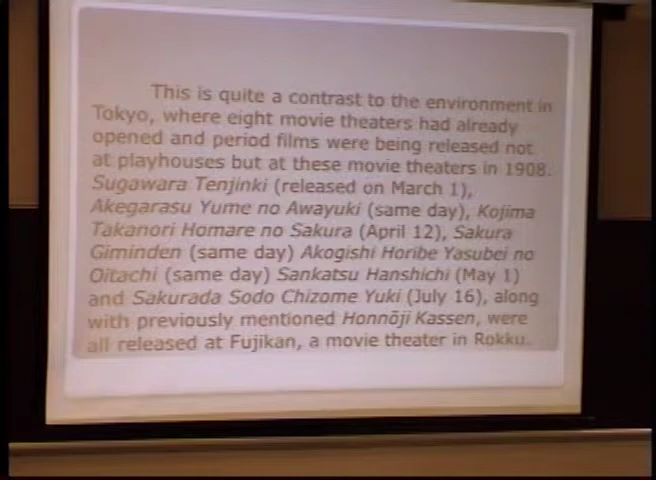 This is quite a contrast to the environment in
Tokyo, where eight movie theaters had already
opened and period films were being released not
at playhouses but at these movie theaters in 1908.
Sugawara Tenjinki (released on March 1),
Akegarasu Yume no Awayuki (same day), Kojima
Takanori Homare no Sakura (April 12), Sakura
Giminden (same day) Akogishi Horibe Yasubei no
Oitachi (same day) Sankatsu Hanshichi (May 1)
and Sakurada Sodo Chizome Yuki (July 16), along
with previously mentioned Honnōji Kassen, were
all released at Fujikan, a movie theater in Rokku.